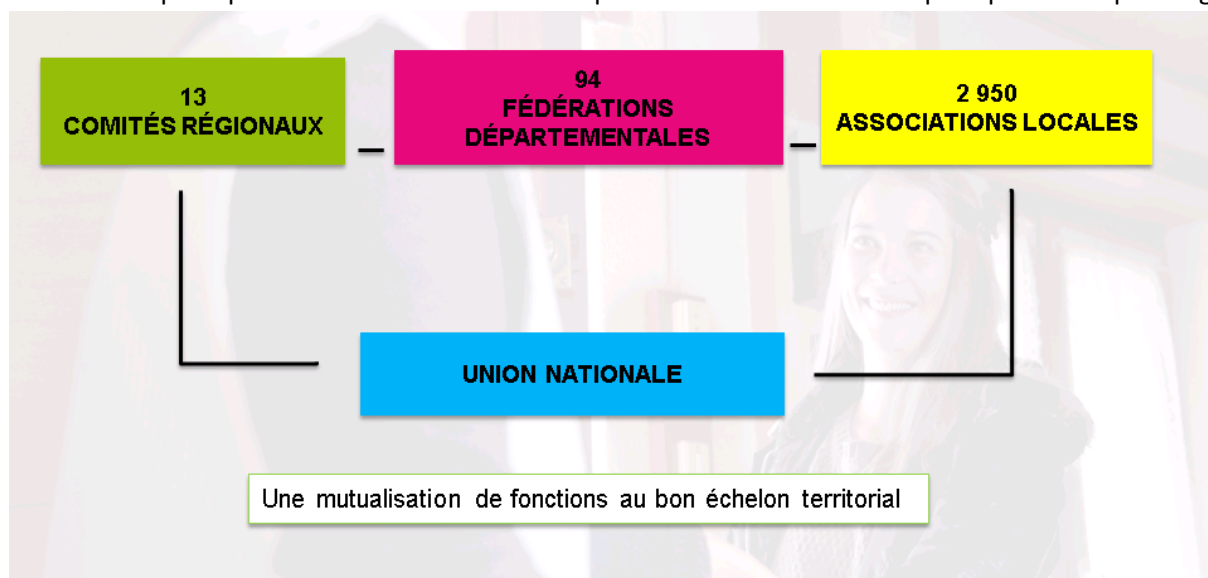 13
COMITÉS RÉGIONAUX
94
FÉDÉRATIONS
DÉPARTEMENTALES
2 950
ASSOCIATIONS LOCALES
UNION NATIONALE
Une mutualisation de fonctions au bon échelon territorial